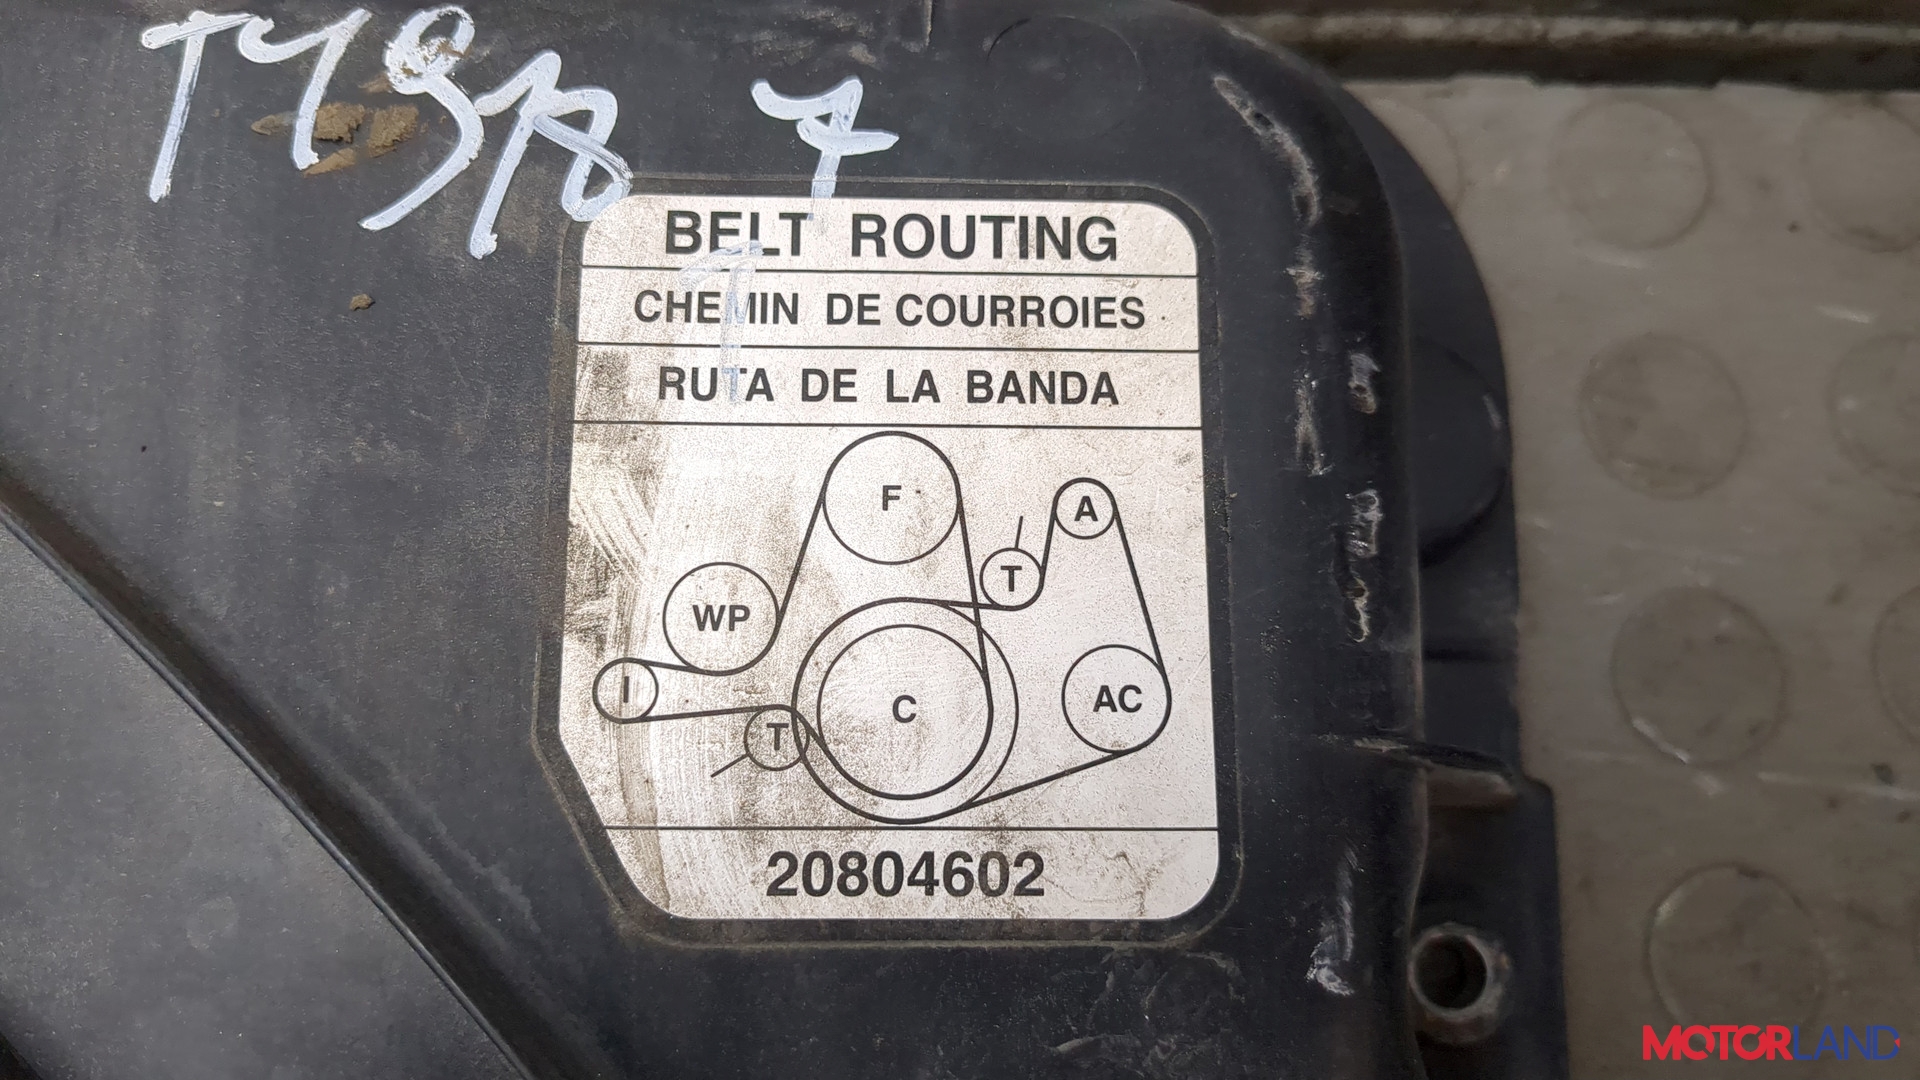 BELT ROUTING
CHEMIN DE COURROIES
RUTA DE LA BANDA
F
A
T
WP
I
AC
C
T
20804602
MOTORLAND